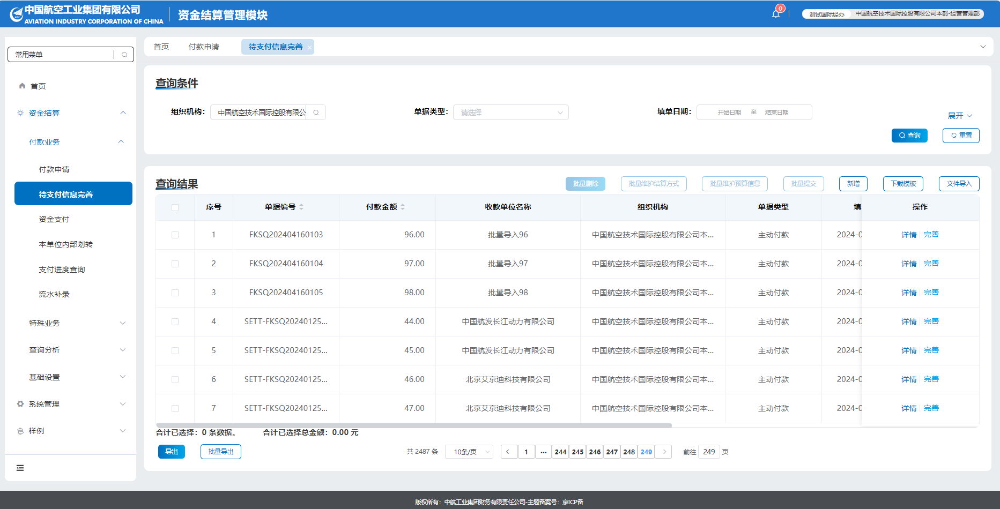 中国航空工业集团有限公司
AVIATION INDUSTRY CORPORATION OF CHINA
资金结算管理模块
0
测试国际经办
中国航空技术国际控股有限公司本部-经营管理部
常用菜单
首页
资金结算
付款业务
付款申请
待支付信息完善
资金支付
本单位内部划转
支付进度查询
流水补录
特殊业务
查询分析
基础设置
系统管理
样例
首页 付款申请 待支付信息完善 ×
查询条件
组织机构： 中国航空技术国际控股有限公 单据类型： 请选择 填单日期： 开始日期 至 结束日期
展开
查询 重置
查询结果
批量删除 批量维护结算方式 批量维护预算信息 批量提交 新增 下载模板 文件导入
序号 单据编号 付款金额 收款单位名称 组织机构 单据类型 填 操作
1 FKSQ202404160103 96.00 批量导入96 中国航空技术国际控股有限公司本... 主动付款 2024-0 详情 完善
2 FKSQ202404160104 97.00 批量导入97 中国航空技术国际控股有限公司本... 主动付款 2024-0 详情 完善
3 FKSQ202404160105 98.00 批量导入98 中国航空技术国际控股有限公司本... 主动付款 2024-0 详情 完善
4 SETT-FKSQ20240125... 44.00 中国航发长江动力有限公司 中国航空技术国际控股有限公司本... 主动付款 2024-0 详情 完善
5 SETT-FKSQ20240125... 45.00 中国航发长江动力有限公司 中国航空技术国际控股有限公司本... 主动付款 2024-0 详情 完善
6 SETT-FKSQ20240125... 46.00 北京艾京迪科技有限公司 中国航空技术国际控股有限公司本... 主动付款 2024-0 详情 完善
7 SETT-FKSQ20240125... 47.00 北京艾京迪科技有限公司 中国航空技术国际控股有限公司本... 主动付款 2024-0 详情 完善
合计已选择：0 条数据。 合计已选择总金额：0.00 元
导出 批量导出 共 2487 条 10条/页 1 ... 244 245 246 247 248 249 前往 249 页
版权所有：中航工业集团财务有限责任公司-主题备案号：京ICP备